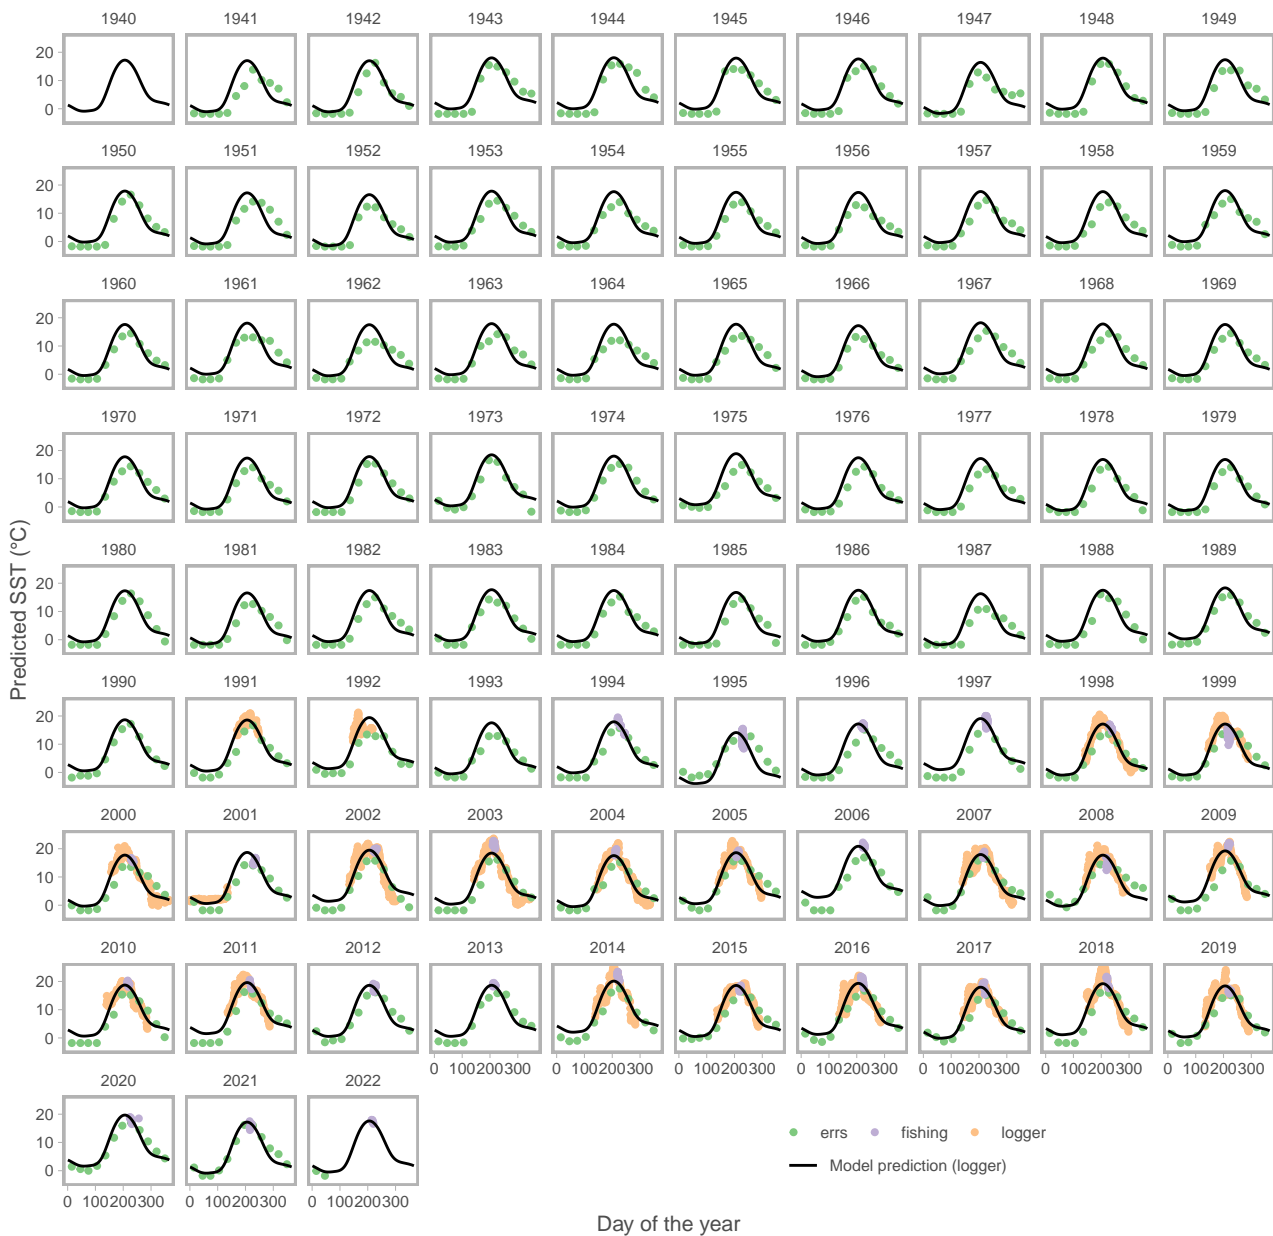 1940 1941 1942 1943 1944 1945 1946 1947 1948 1949
20
10
0
1950 1951 1952 1953 1954 1955 1956 1957 1958 1959
20
10
0
1960 1961 1962 1963 1964 1965 1966 1967 1968 1969
20
10
0
1970 1971 1972 1973 1974 1975 1976 1977 1978 1979
20
10
0
1980 1981 1982 1983 1984 1985 1986 1987 1988 1989
20
10
0
1990 1991 1992 1993 1994 1995 1996 1997 1998 1999
20
10
0
2000 2001 2002 2003 2004 2005 2006 2007 2008 2009
20
10
0
2010 2011 2012 2013 2014 2015 2016 2017 2018 2019
20
10
0
0 100200300 0 100200300 0 100200300 0 100200300 0 100200300 0 100200300 0 100200300
2020 2021 2022
20
10
0
0 100200300 0 100200300 0 100200300
Predicted SST (°C)
Day of the year
errs fishing logger
Model prediction (logger)